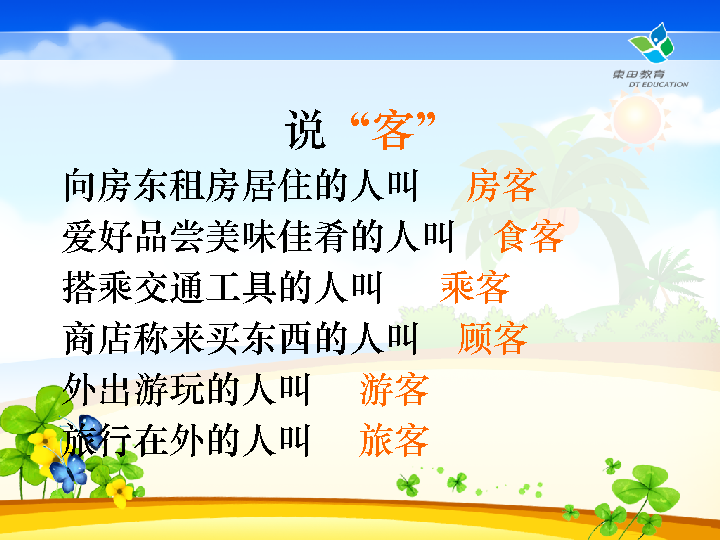 東田教育
DT EDUCATION
说“客”
向房东租房居住的人叫 房客
爱好品尝美味佳肴的人叫 食客
搭乘交通工具的人叫 乘客
商店称来买东西的人叫 顾客
外出游玩的人叫 游客
旅行在外的人叫 旅客